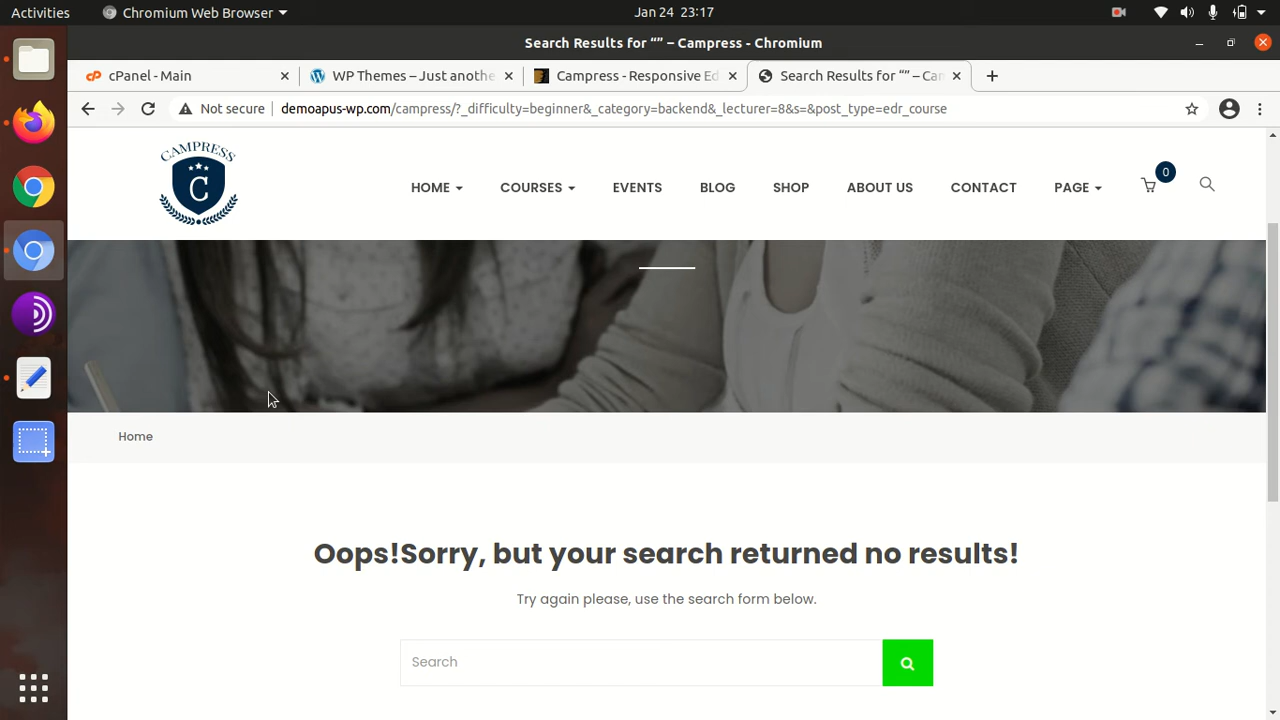 Activities
Chromium Web Browser
Jan 24 23:17
Search Results for “” – Campress - Chromium
cPanel - Main
WP Themes – Just anothe
Campress - Responsive Ed
Search Results for “” – Cam
Not secure
demoapus-wp.com/campress/?_difficulty=beginner&_category=backend&_lecturer=8&s=&post_type=edr_course
CAMPRESS
C
HOME
COURSES
EVENTS
BLOG
SHOP
ABOUT US
CONTACT
PAGE
0
Home
Oops!Sorry, but your search returned no results!
Try again please, use the search form below.
Search